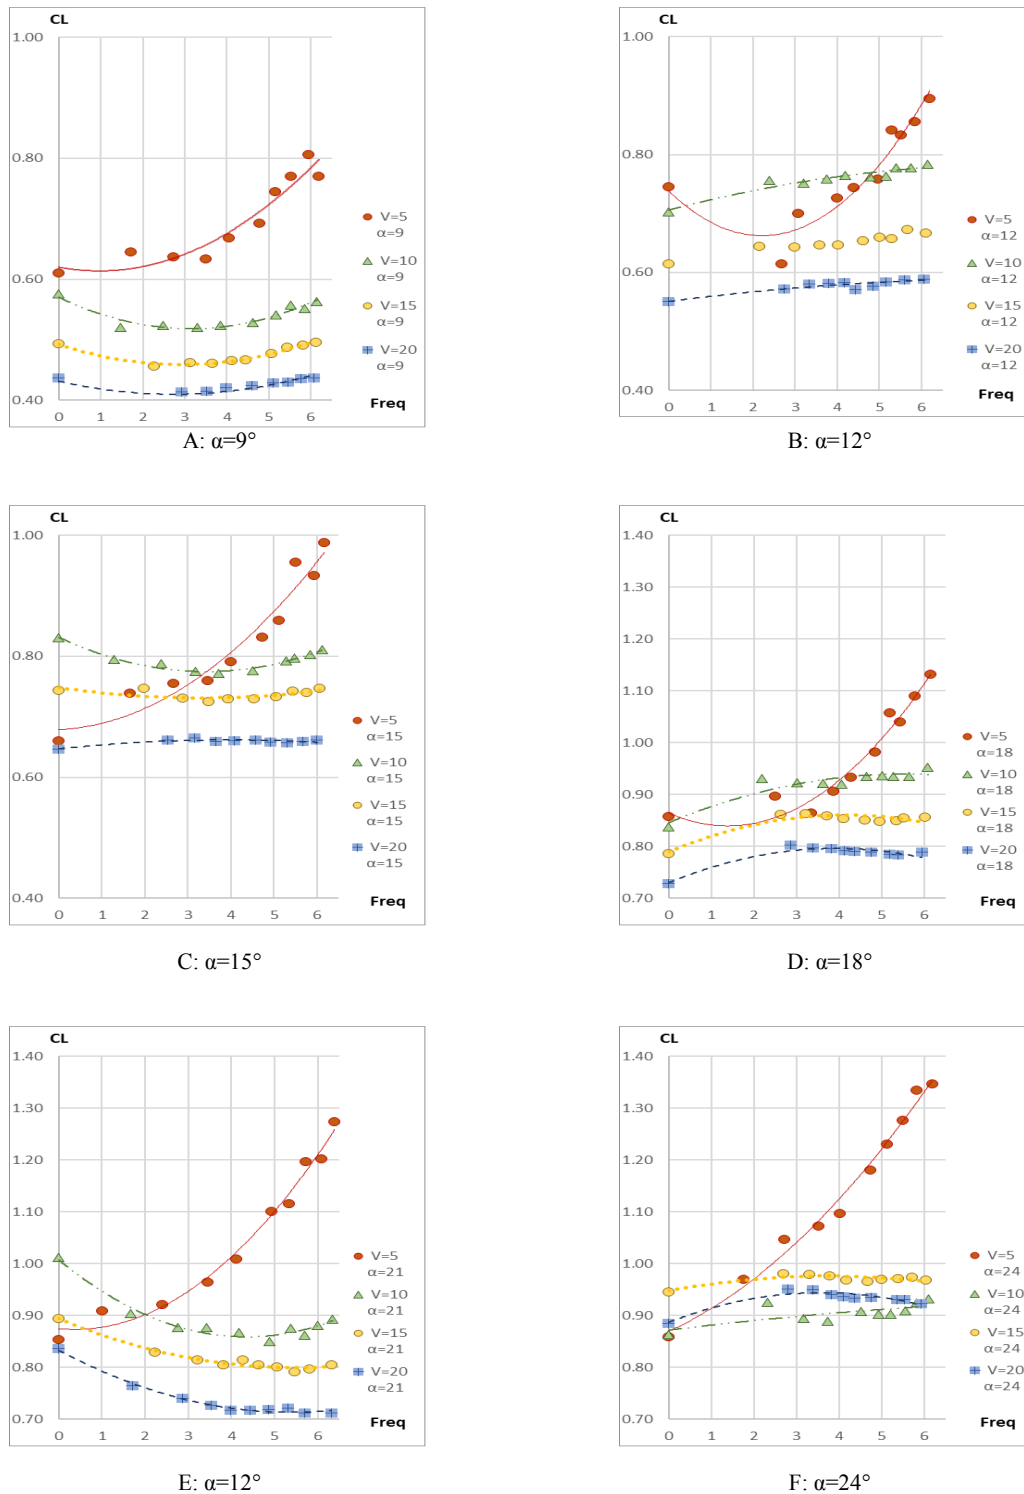 CL
1.00
0.80
0.60
0.40
0 1 2 3 4 5 6
Freq
V=5
α=9
V=10
α=9
V=15
α=9
V=20
α=9
A: α=9°
CL
1.00
0.80
0.60
0.40
0 1 2 3 4 5 6
Freq
V=5
α=12
V=10
α=12
V=15
α=12
V=20
α=12
B: α=12°
CL
1.00
0.80
0.60
0.40
0 1 2 3 4 5 6
Freq
V=5
α=15
V=10
α=15
V=15
α=15
V=20
α=15
C: α=15°
CL
1.40
1.30
1.20
1.10
1.00
0.90
0.80
0.70
0 1 2 3 4 5 6
Freq
V=5
α=18
V=10
α=18
V=15
α=18
V=20
α=18
D: α=18°
CL
1.40
1.30
1.20
1.10
1.00
0.90
0.80
0.70
0 1 2 3 4 5 6
Freq
V=5
α=21
V=10
α=21
V=15
α=21
V=20
α=21
E: α=12°
CL
1.40
1.30
1.20
1.10
1.00
0.90
0.80
0.70
0 1 2 3 4 5 6
Freq
V=5
α=24
V=10
α=24
V=15
α=24
V=20
α=24
F: α=24°